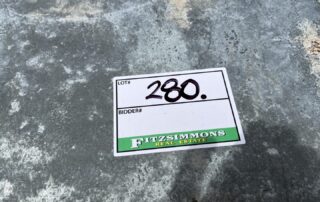 LOT#
280.
BIDDER#
FITZSIMMONS
REAL ESTATE